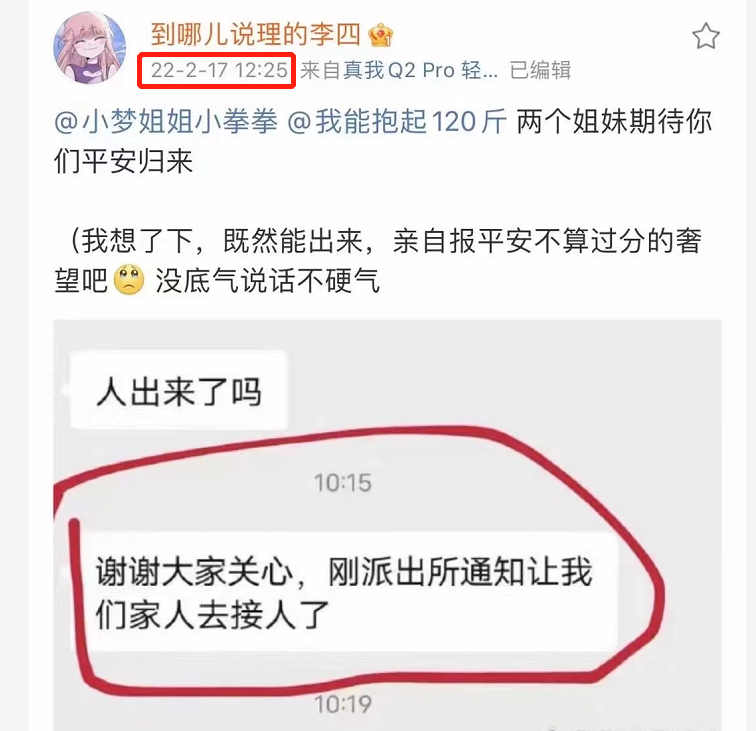 到哪儿说理的李四
22-2-17 12:25 来自真我Q2 Pro 轻... 已编辑
@小梦姐姐小拳拳 @我能抱起120斤 两个姐妹期待你
们平安归来
（我想了下，既然能出来，亲自报平安不算过分的奢
望吧 没底气说话不硬气
人出来了吗
10:15
谢谢大家关心，刚派出所通知让我
们家人去接人了
10:19